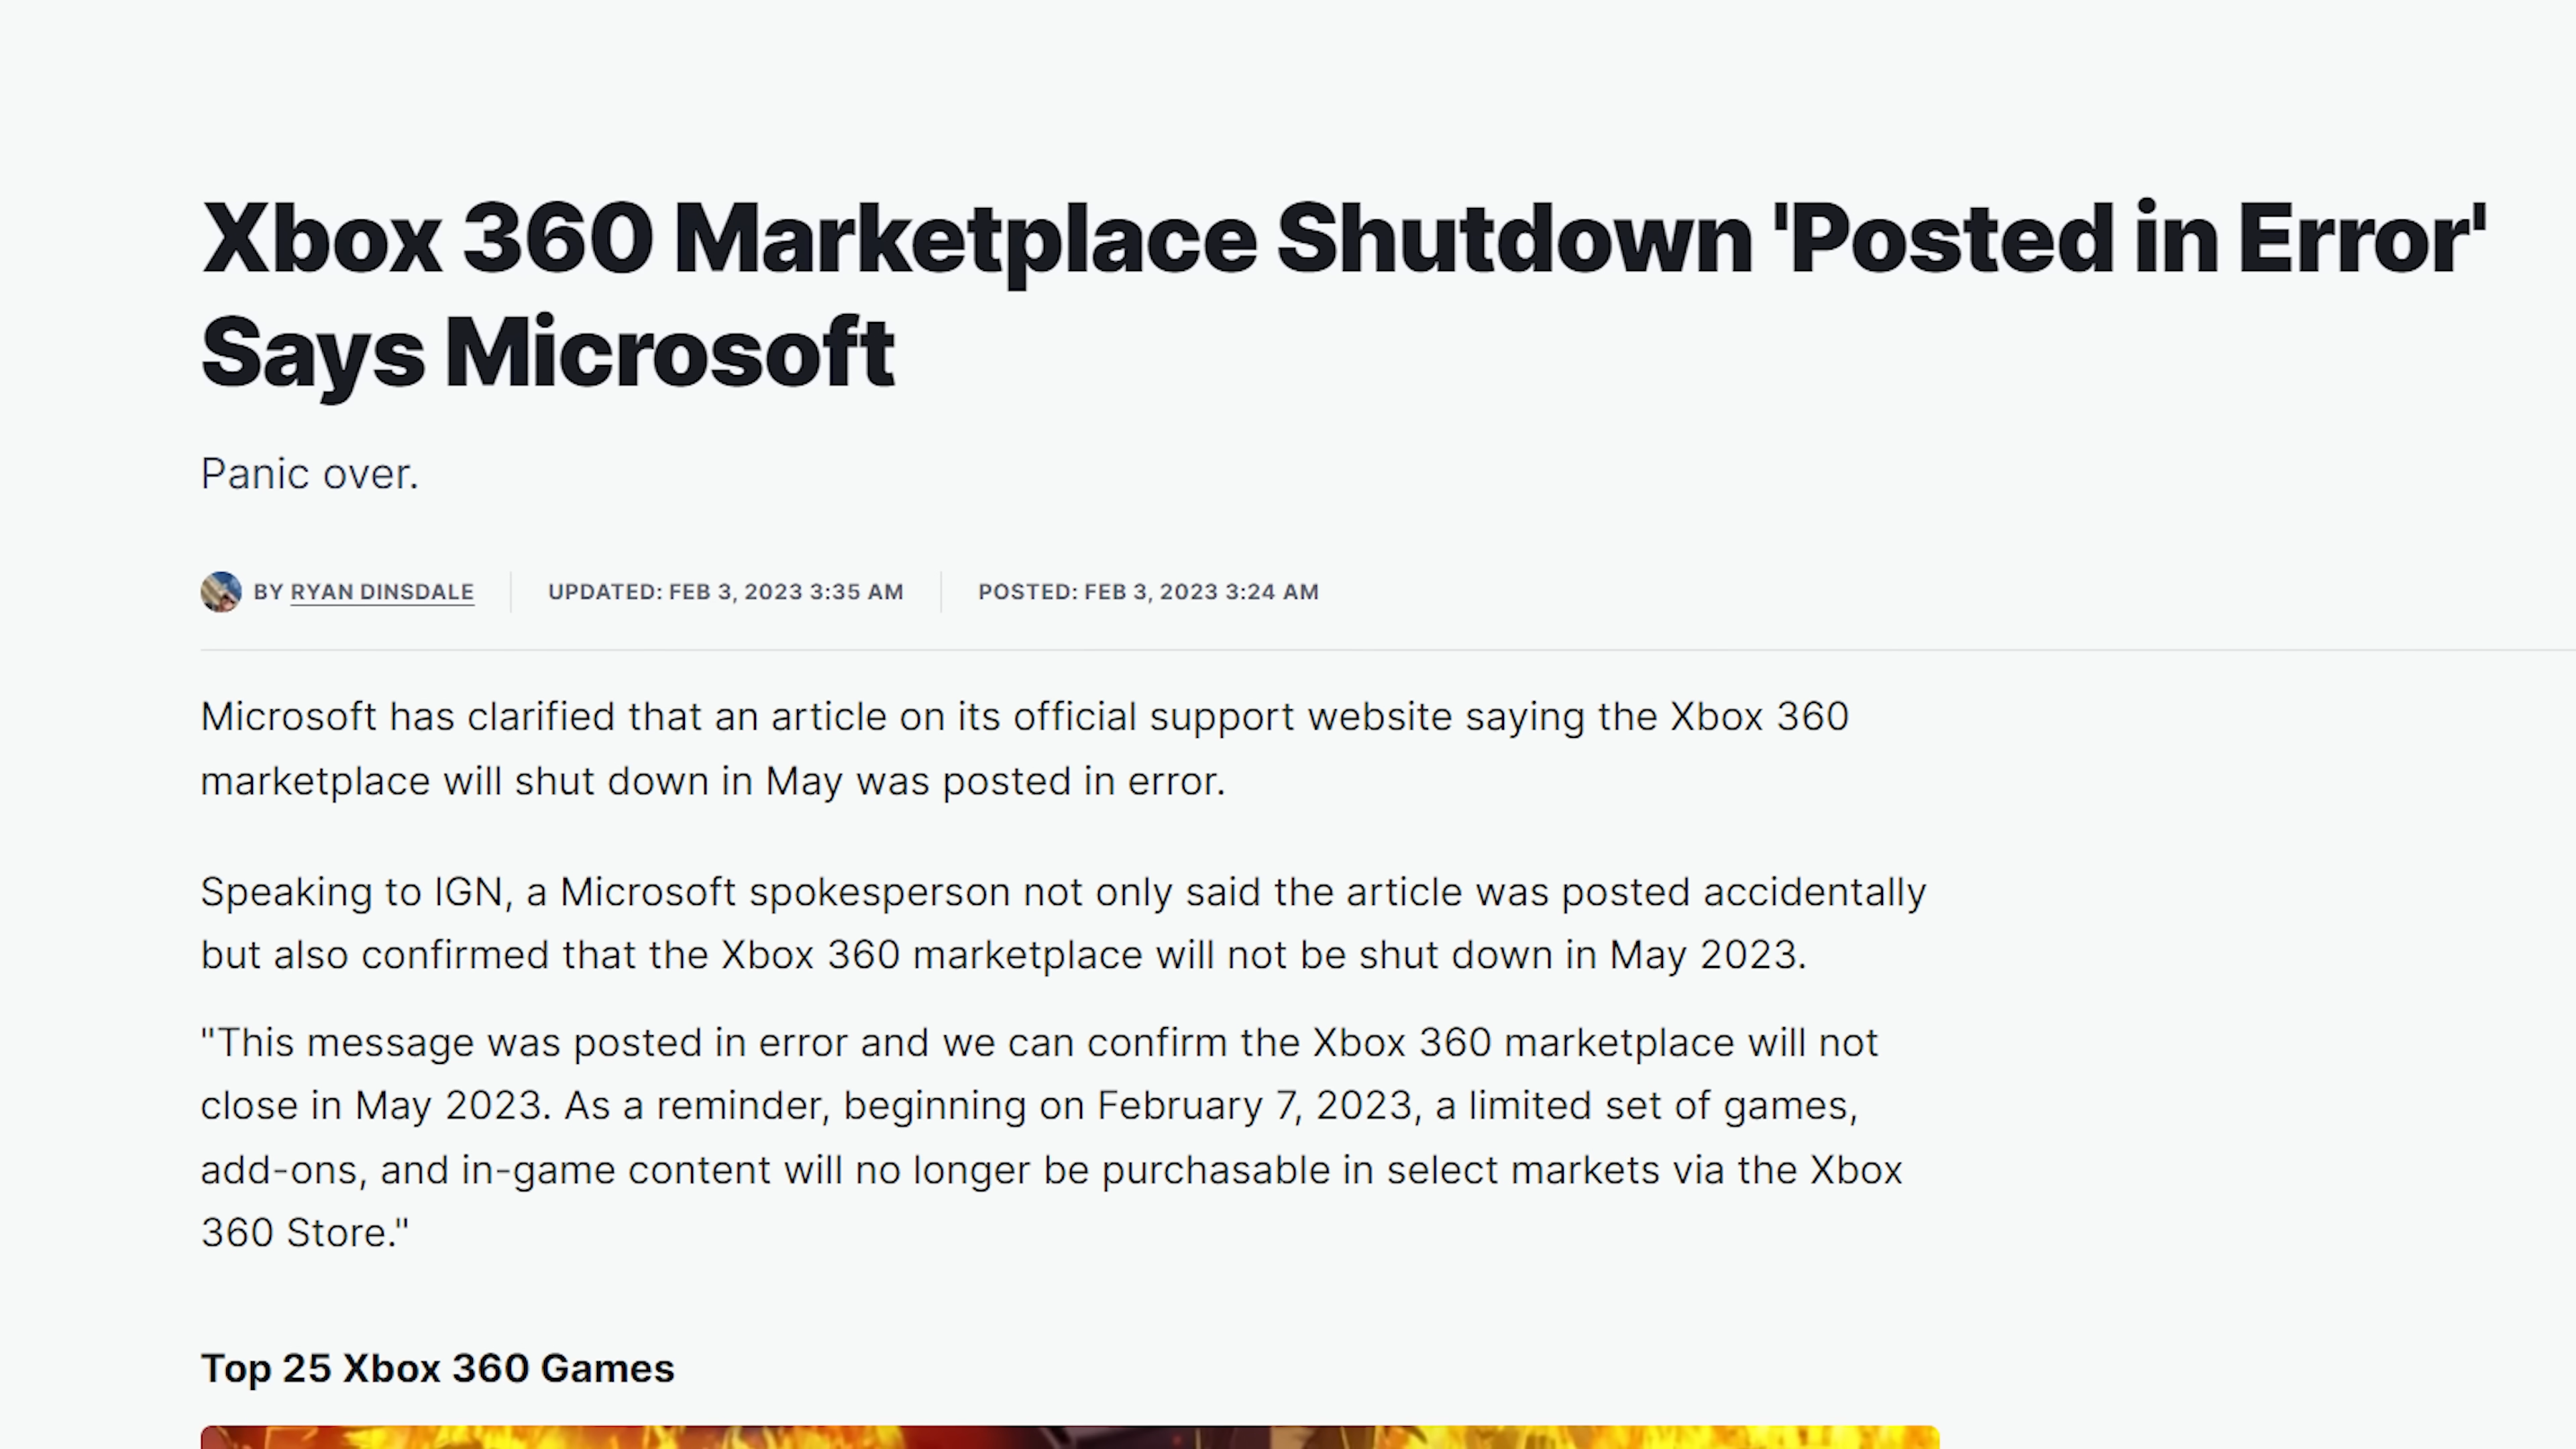 Xbox 360 Marketplace Shutdown 'Posted in Error'
Says Microsoft
Panic over.
BY RYAN DINSDALE UPDATED: FEB 3, 2023 3:35 AM POSTED: FEB 3, 2023 3:24 AM
Microsoft has clarified that an article on its official support website saying the Xbox 360
marketplace will shut down in May was posted in error.
Speaking to IGN, a Microsoft spokesperson not only said the article was posted accidentally
but also confirmed that the Xbox 360 marketplace will not be shut down in May 2023.
"This message was posted in error and we can confirm the Xbox 360 marketplace will not
close in May 2023. As a reminder, beginning on February 7, 2023, a limited set of games,
add-ons, and in-game content will no longer be purchasable in select markets via the Xbox
360 Store."
Top 25 Xbox 360 Games